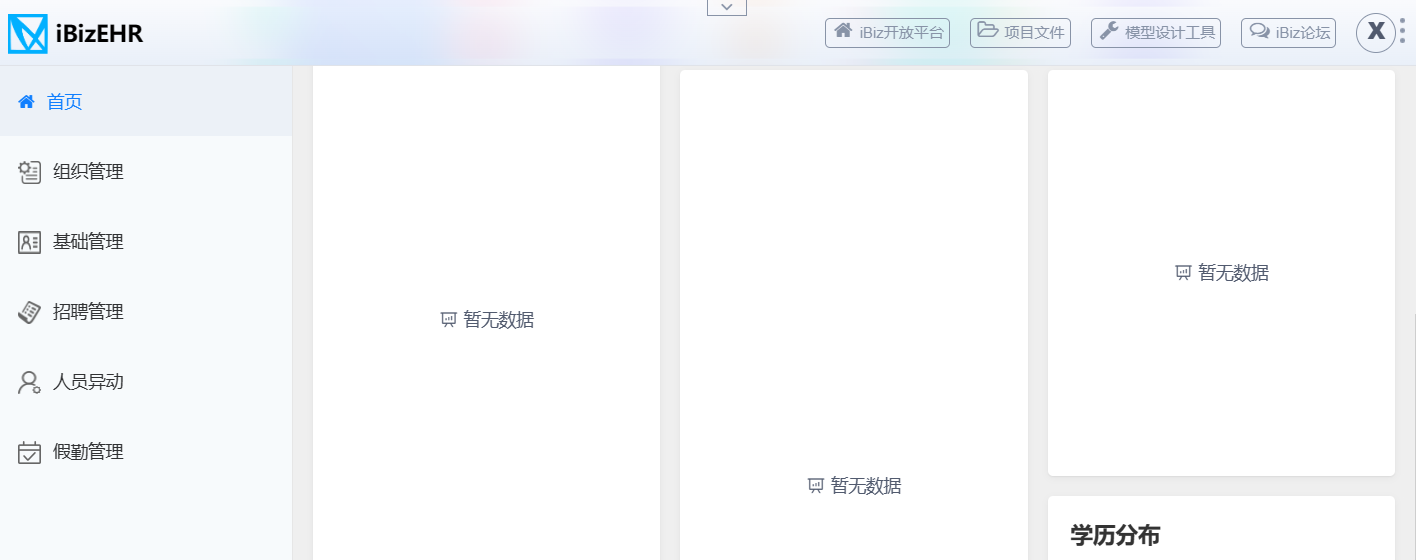 iBizEHR
iBiz开放平台
项目文件
模型设计工具
iBiz论坛
X
首页
组织管理
基础管理
招聘管理
人员异动
假勤管理
暂无数据
暂无数据
暂无数据
学历分布